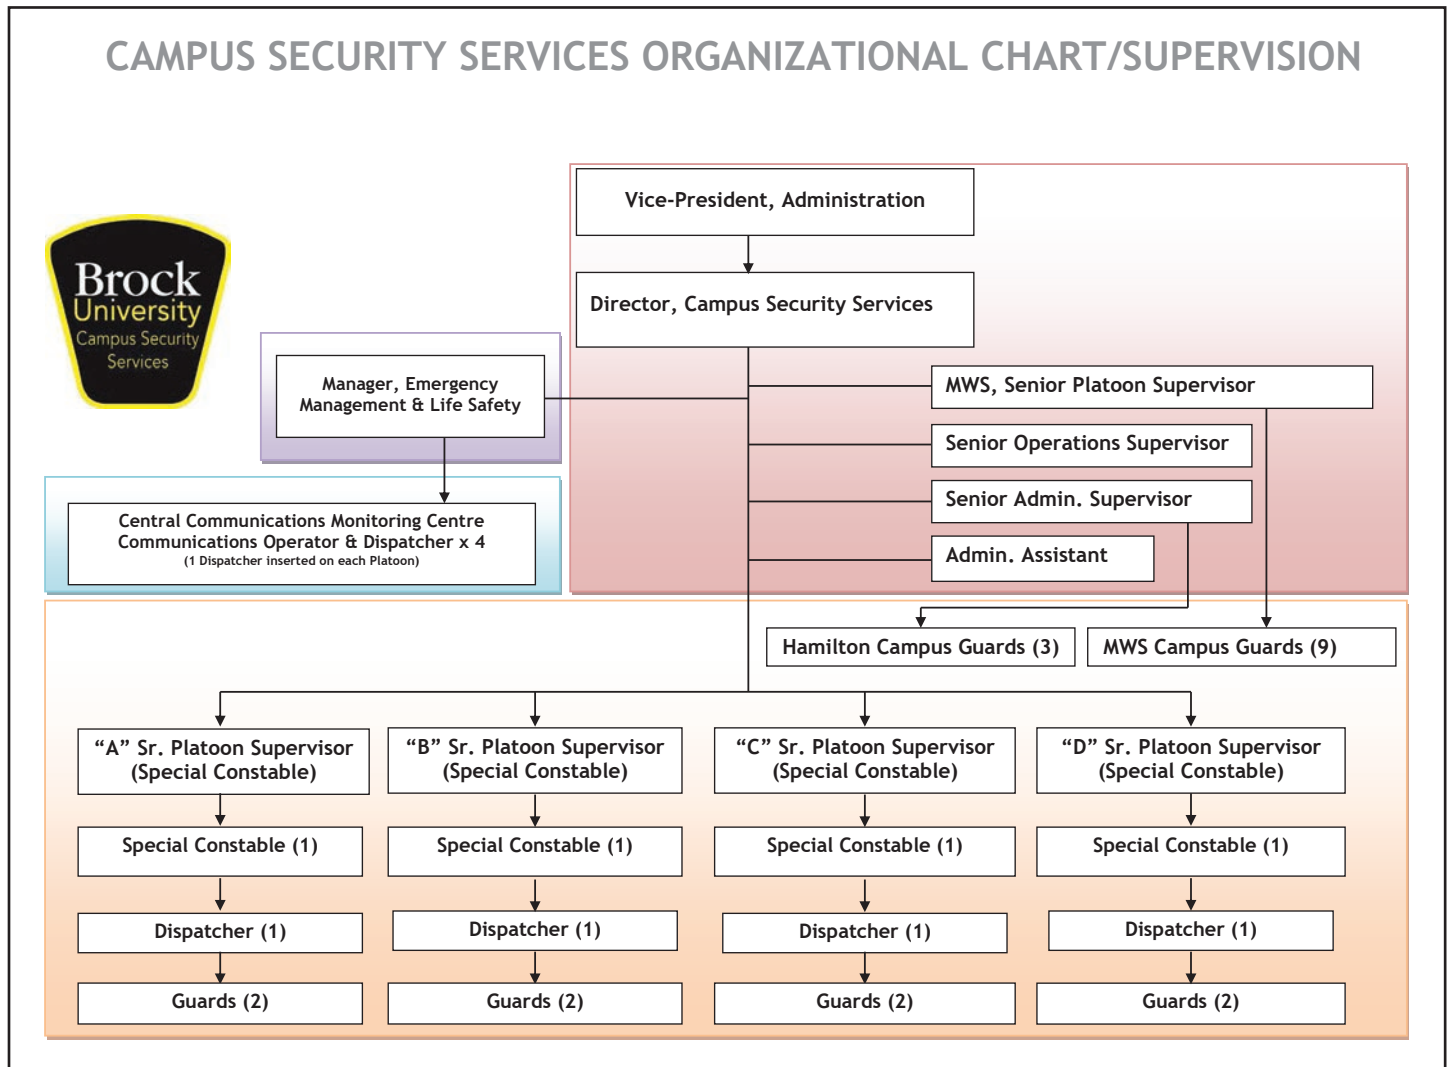 CAMPUS SECURITY SERVICES ORGANIZATIONAL CHART/SUPERVISION
Brock
University
Campus Security
Services
Vice-President, Administration
Director, Campus Security Services
Manager, Emergency
Management & Life Safety
MWS, Senior Platoon Supervisor
Senior Operations Supervisor
Senior Admin. Supervisor
Admin. Assistant
Central Communications Monitoring Centre
Communications Operator & Dispatcher x 4
(1 Dispatcher inserted on each Platoon)
Hamilton Campus Guards (3)
MWS Campus Guards (9)
“A” Sr. Platoon Supervisor
(Special Constable)
“B” Sr. Platoon Supervisor
(Special Constable)
“C” Sr. Platoon Supervisor
(Special Constable)
“D” Sr. Platoon Supervisor
(Special Constable)
Special Constable (1)
Special Constable (1)
Special Constable (1)
Special Constable (1)
Dispatcher (1)
Dispatcher (1)
Dispatcher (1)
Dispatcher (1)
Guards (2)
Guards (2)
Guards (2)
Guards (2)